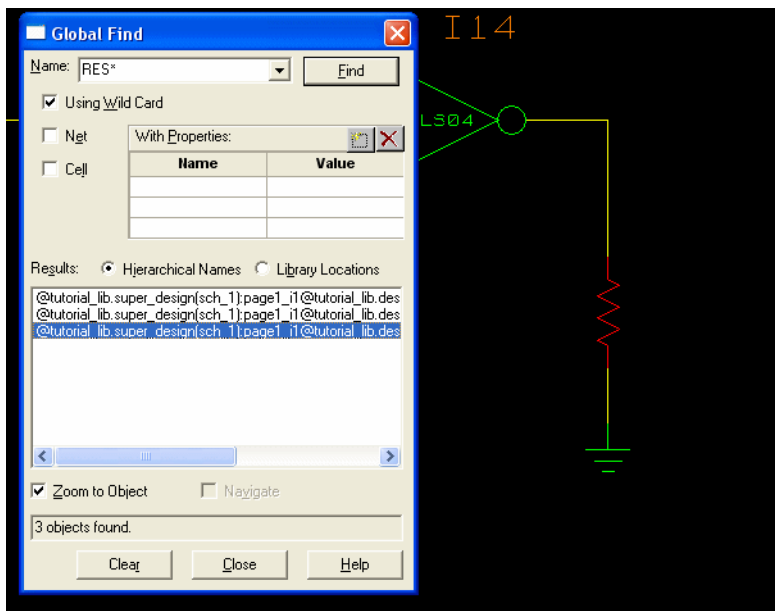 Global Find
I14
Name: RES* Find
Using Wild Card
LS04
Net With Properties:
Cell Name Value
Results: Hierarchical Names Library Locations
@tutorial_lib.super_design(sch_1):page1_i1@tutorial_lib.des
@tutorial_lib.super_design(sch_1):page1_i1@tutorial_lib.des
@tutorial_lib.super_design(sch_1):page1_i1@tutorial_lib.des
Zoom to Object Navigate
3 objects found.
Clear Close Help